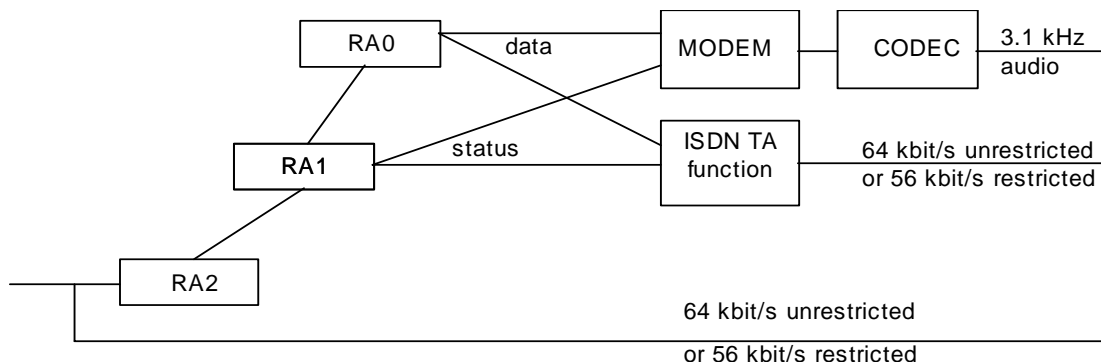 RA0
data
MODEM
CODEC
3.1 kHz
audio
RA1
status
ISDN TA
function
64 kbit/s unrestricted
or 56 kbit/s restricted
RA2
64 kbit/s unrestricted
or 56 kbit/s restricted